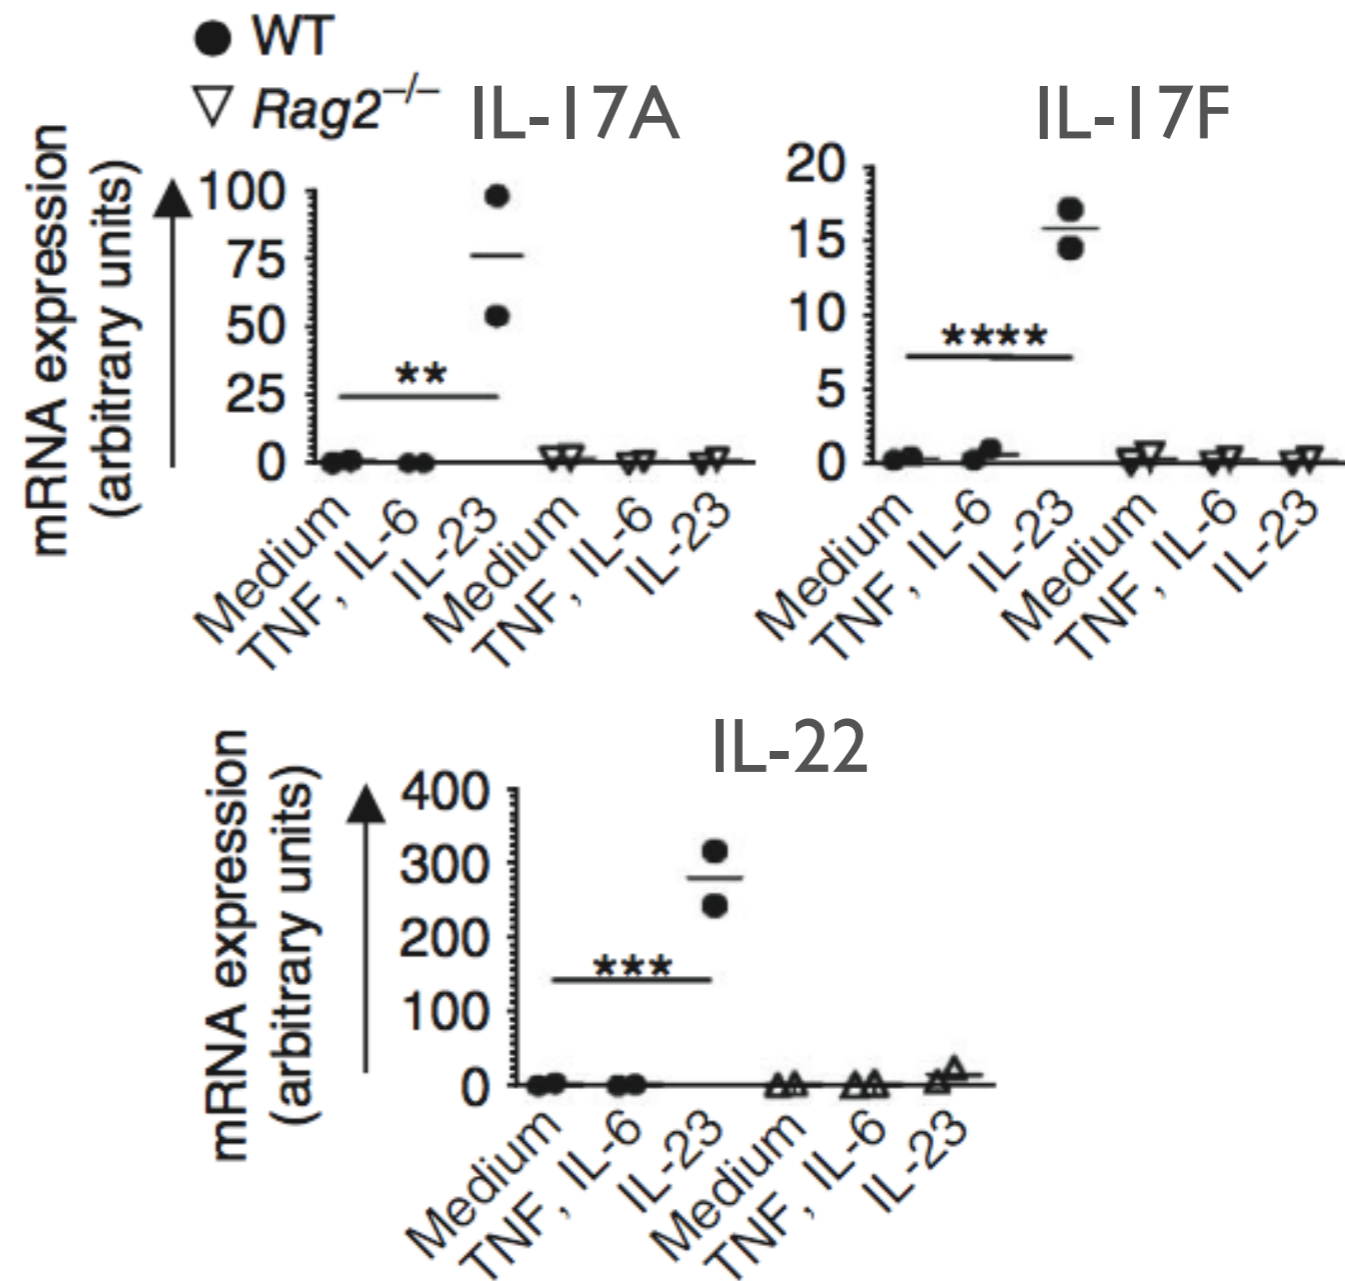 WT
Rag2−/−
IL-17A
IL-17F
mRNA expression
(arbitrary units)
100
75
50
25
0
**
Medium
TNF, IL-6
IL-23
Medium
TNF, IL-6
IL-23
20
15
10
5
0
****
Medium
TNF, IL-6
IL-23
Medium
TNF, IL-6
IL-23
IL-22
mRNA expression
(arbitrary units)
400
300
200
100
0
***
Medium
TNF, IL-6
IL-23
Medium
TNF, IL-6
IL-23